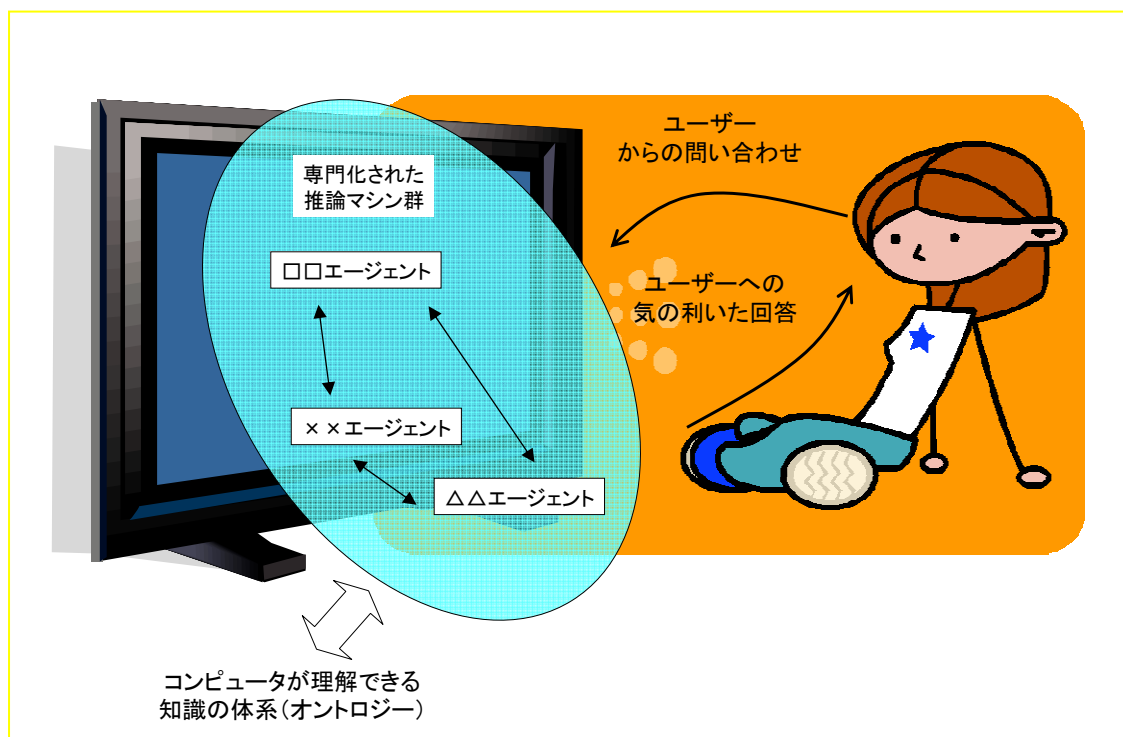 ユーザー
からの問い合わせ
専門化された
推論マシン群
□□エージェント
ユーザーへの
気の利いた回答
××エージェント
△△エージェント
コンピュータが理解できる
知識の体系(オントロジー)